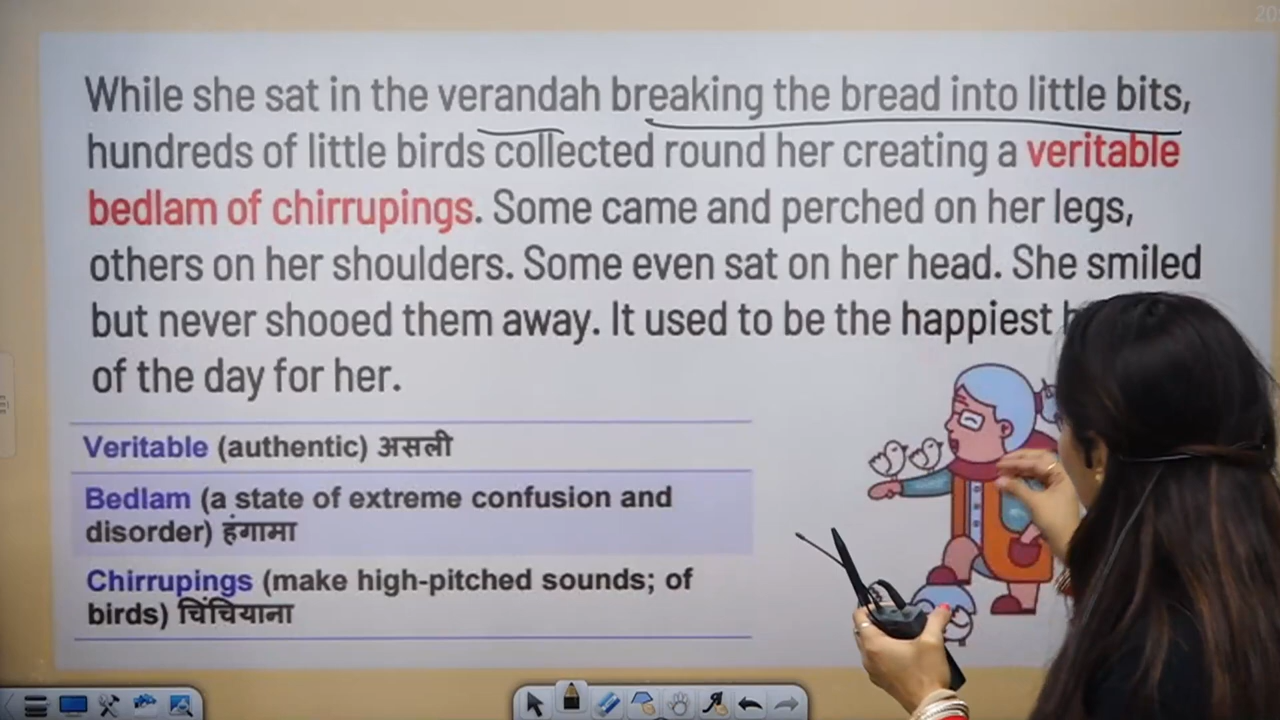 While she sat in the verandah breaking the bread into little bits,
hundreds of little birds collected round her creating a veritable
bedlam of chirrupings. Some came and perched on her legs,
others on her shoulders. Some even sat on her head. She smiled
but never shooed them away. It used to be the happiest
of the day for her.
Veritable (authentic) असली
Bedlam (a state of extreme confusion and
disorder) हंगामा
Chirrupings (make high-pitched sounds; of
birds) चिंचियाना